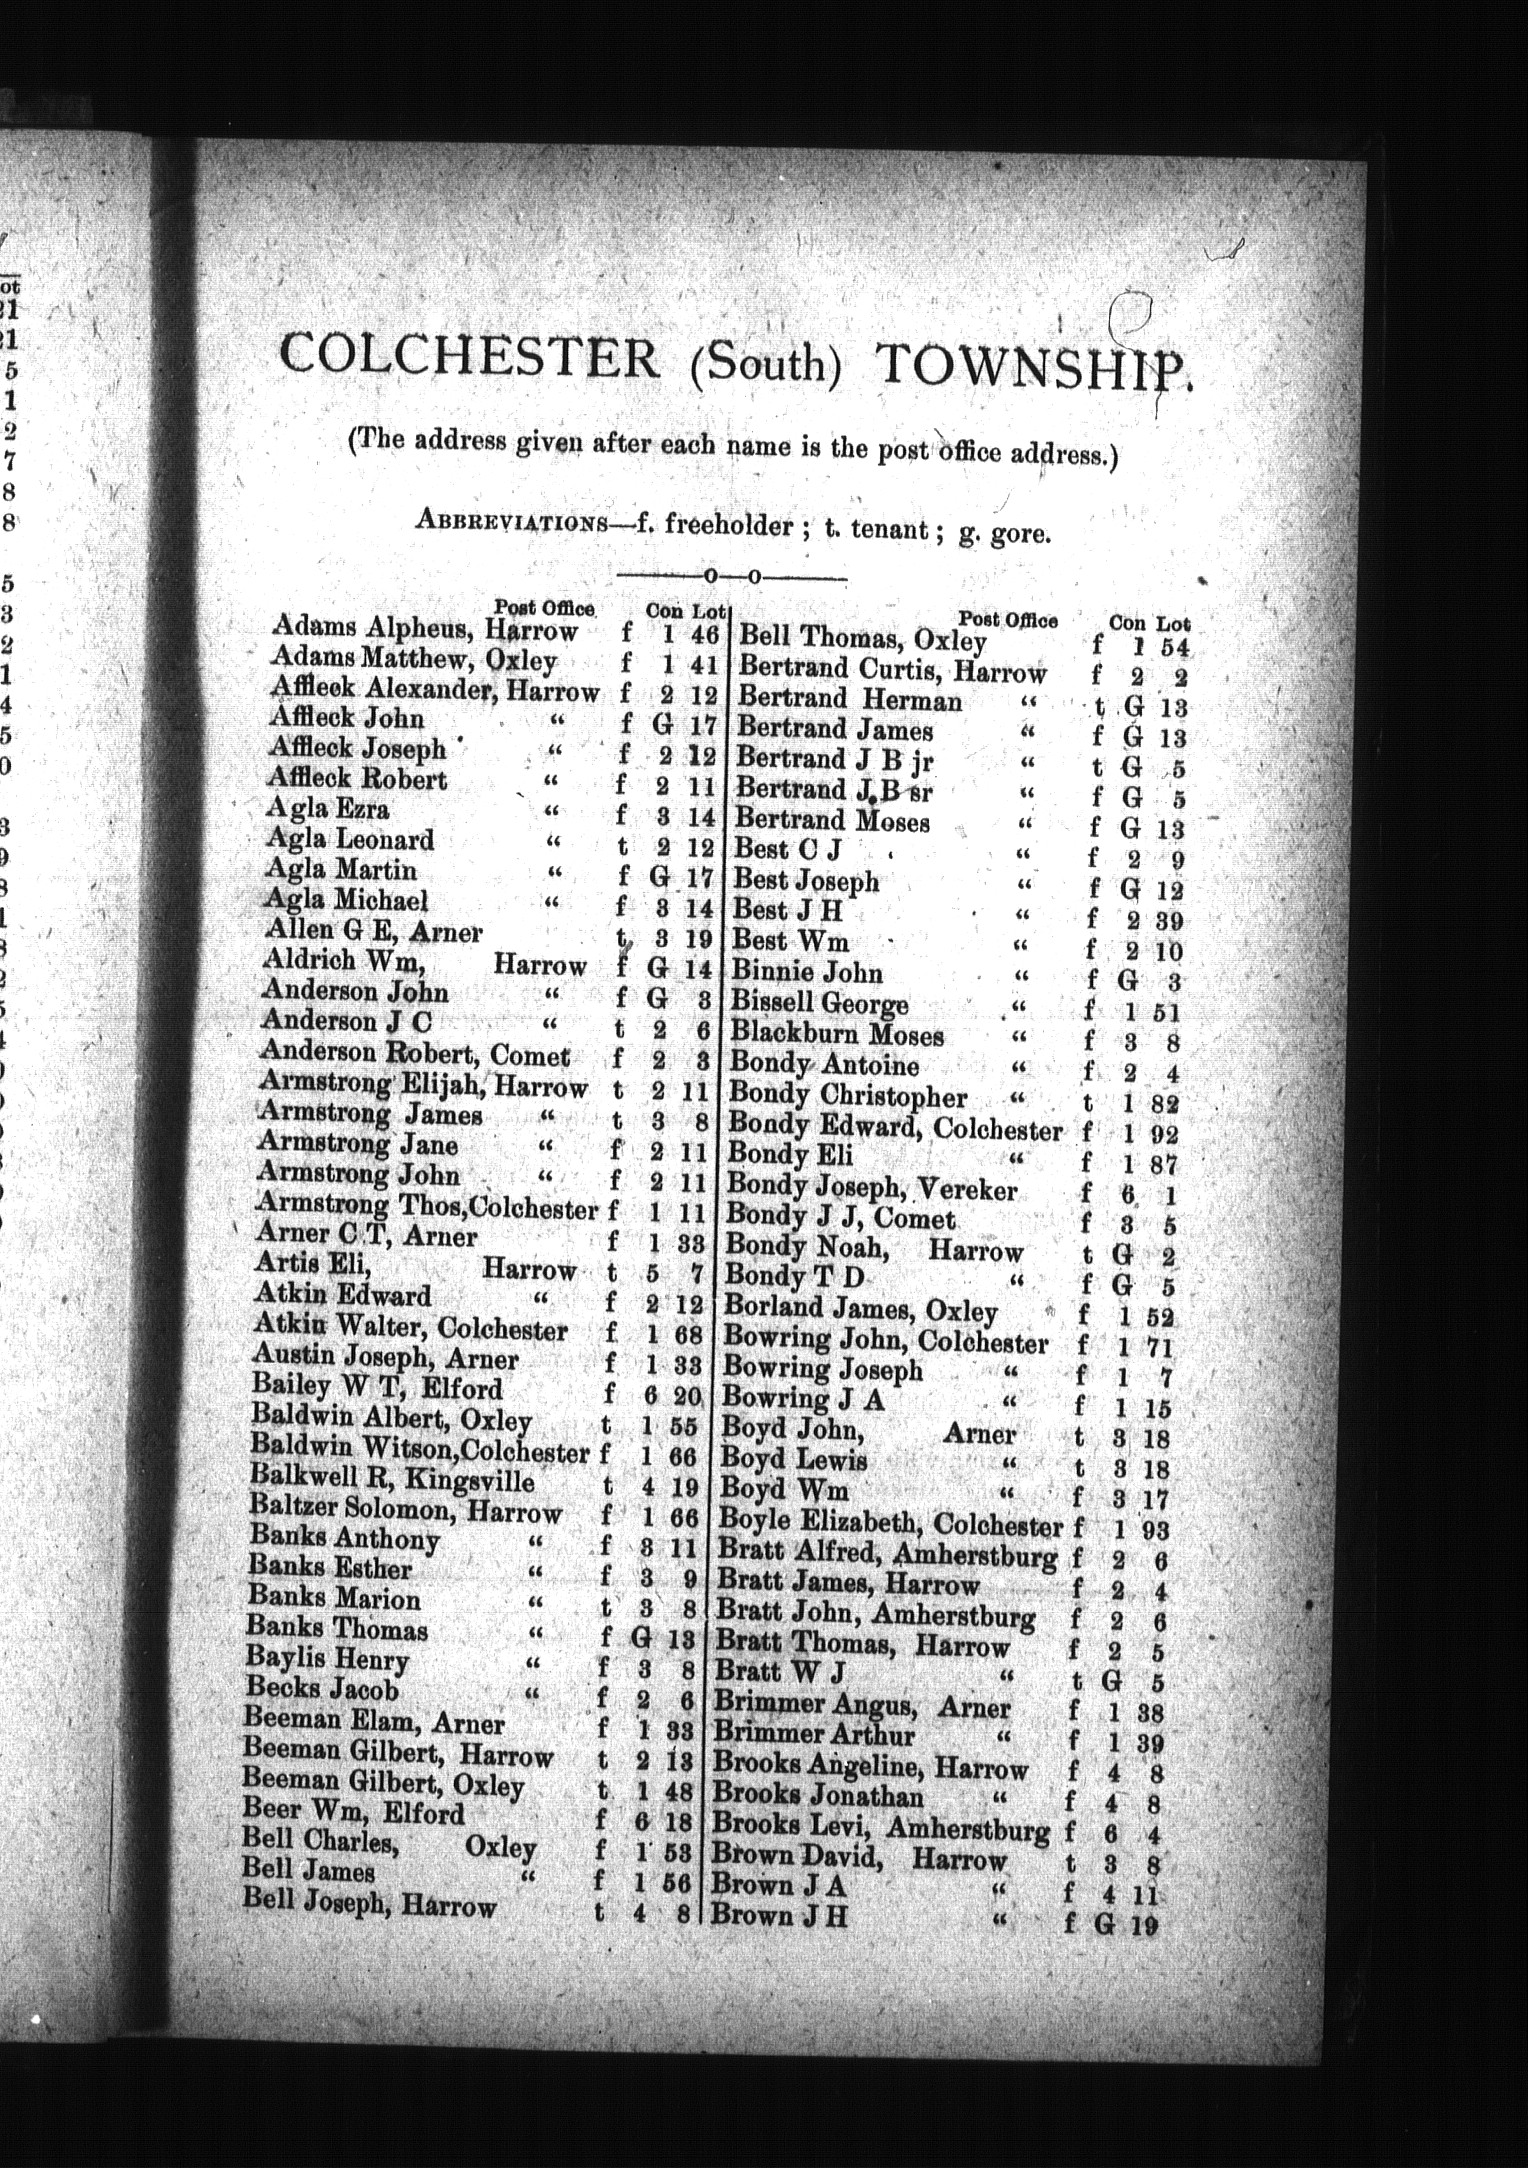 COLCHESTER (South) TOWNSHIP.
(The address given after each name is the post office address.)
ABBREVIATIONS—f. freeholder ; t. tenant ; g. gore.
——o—o——
Post Office Con Lot
Adams Alpheus, Harrow f 1 46
Adams Matthew, Oxley f 1 41
Affleck Alexander, Harrow f 2 12
Affleck John “ f G 17
Affleck Joseph “ f 2 12
Affleck Robert “ f 2 11
Agla Ezra “ f 3 14
Agla Leonard “ t 2 12
Agla Martin “ f G 17
Agla Michael “ f 3 14
Allen G E, Arner t 3 19
Aldrich Wm, Harrow f G 14
Anderson John “ f G 3
Anderson J C “ t 2 6
Anderson Robert, Comet f 2 3
Armstrong Elijah, Harrow t 2 11
Armstrong James “ t 3 8
Armstrong Jane “ f 2 11
Armstrong John “ f 2 11
Armstrong Thos, Colchester f 1 11
Arner C T, Arner f 1 33
Artis Eli, Harrow t 5 7
Atkin Edward “ f 2 12
Atkin Walter, Colchester f 1 68
Austin Joseph, Arner f 1 33
Bailey W T, Elford f 6 20
Baldwin Albert, Oxley t 1 55
Baldwin Witson, Colchester f 1 66
Balkwell R, Kingsville t 4 19
Baltzer Solomon, Harrow f 1 66
Banks Anthony “ f 3 11
Banks Esther “ f 3 9
Banks Marion “ t 3 8
Banks Thomas “ f G 13
Baylis Henry “ f 3 8
Becks Jacob “ f 2 6
Beeman Elam, Arner f 1 33
Beeman Gilbert, Harrow t 2 13
Beeman Gilbert, Oxley t 1 48
Beer Wm, Elford f 6 18
Bell Charles, Oxley f 1 53
Bell James “ f 1 56
Bell Joseph, Harrow t 4 8
Post Office Con Lot
Bell Thomas, Oxley f 1 54
Bertrand Curtis, Harrow f 2 2
Bertrand Herman “ t G 13
Bertrand James “ f G 13
Bertrand J B jr “ t G 5
Bertrand J B sr “ f G 5
Bertrand Moses “ f G 13
Best C J “ f 2 9
Best Joseph “ f G 12
Best J H “ f 2 39
Best Wm “ f 2 10
Binnie John “ f G 3
Bissell George “ f 1 51
Blackburn Moses “ f 3 8
Bondy Antoine “ f 2 4
Bondy Christopher “ t 1 82
Bondy Edward, Colchester f 1 92
Bondy Eli “ f 1 87
Bondy Joseph, Vereker f 6 1
Bondy J J, Comet f 3 5
Bondy Noah, Harrow t G 2
Bondy T D “ f G 5
Borland James, Oxley f 1 52
Bowring John, Colchester f 1 71
Bowring Joseph “ f 1 7
Bowring J A “ f 1 15
Boyd John, Arner t 3 18
Boyd Lewis “ t 3 18
Boyd Wm “ f 3 17
Boyle Elizabeth, Colchester f 1 93
Bratt Alfred, Amherstburg f 2 6
Bratt James, Harrow f 2 4
Bratt John, Amherstburg f 2 6
Bratt Thomas, Harrow f 2 5
Bratt W J “ t G 5
Brimmer Angus, Arner f 1 38
Brimmer Arthur “ f 1 39
Brooks Angeline, Harrow f 4 8
Brooks Jonathan “ f 4 8
Brooks Levi, Amherstburg f 6 4
Brown David, Harrow t 3 8
Brown J A “ f 4 11
Brown J H “ f G 19